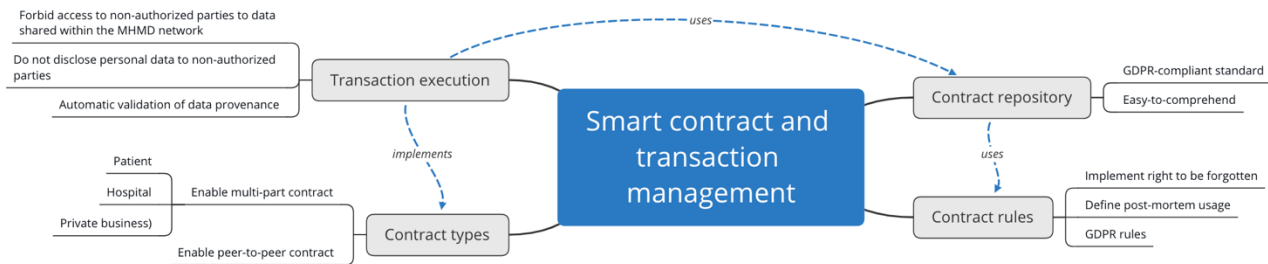 Forbid access to non-authorized parties to data
shared within the MHMD network
Do not disclose personal data to non-authorized
parties
Automatic validation of data provenance
Transaction execution
uses
implements
Patient
Hospital
Private business)
Enable multi-part contract
Enable peer-to-peer contract
Contract types
Smart contract and
transaction
management
Contract repository
GDPR-compliant standard
Easy-to-comprehend
uses
Contract rules
Implement right to be forgotten
Define post-mortem usage
GDPR rules